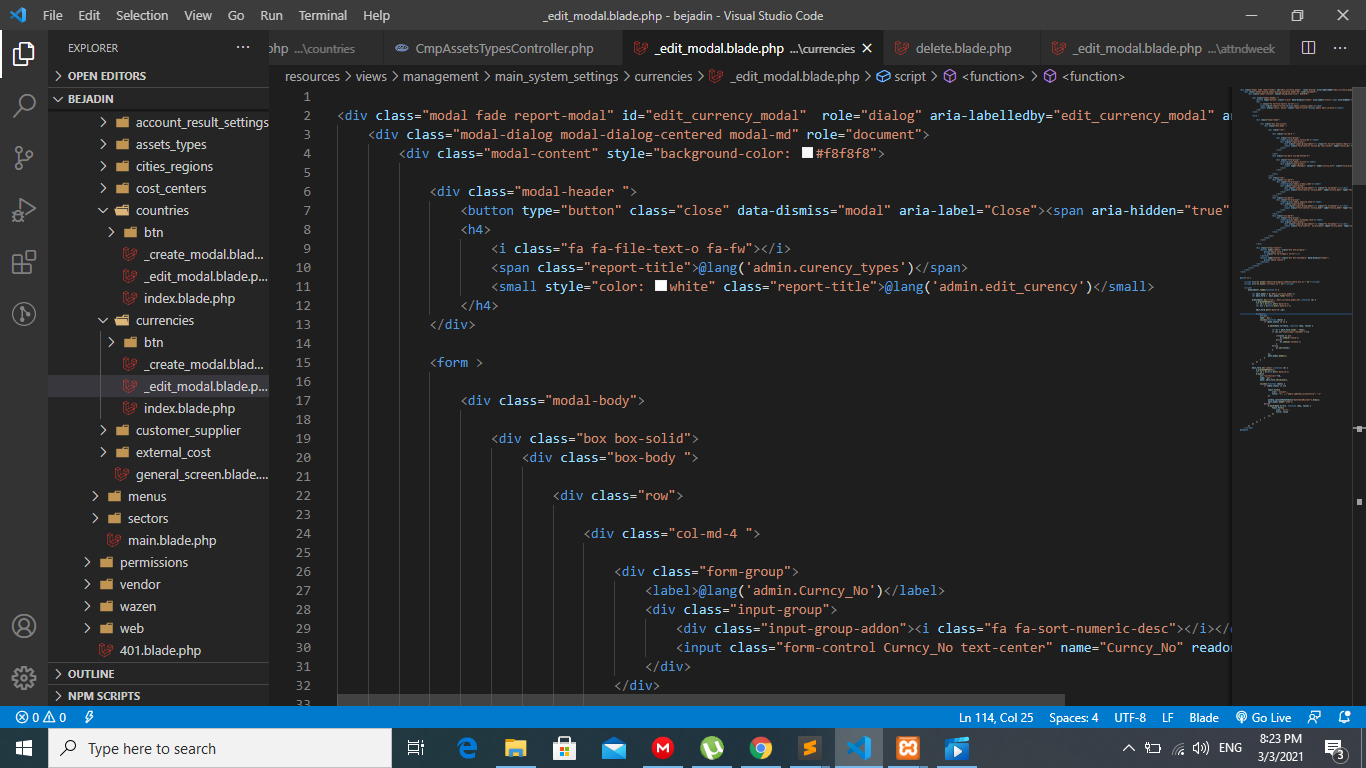 File Edit Selection View Go Run Terminal Help
_edit_modal.blade.php - bejadin - Visual Studio Code
EXPLORER
php ...\countries
CmpAssetsTypesController.php
_edit_modal.blade.php ...\currencies
delete.blade.php
_edit_modal.blade.php ...\attndweek
resources > views > management > main_system_settings > currencies > _edit_modal.blade.php > script > <function> > <function>
OPEN EDITORS
BEJADIN
account_result_settings
assets_types
cities_regions
cost_centers
countries
btn
_create_modal.blad...
_edit_modal.blade.p...
index.blade.php
currencies
btn
_create_modal.blad...
_edit_modal.blade.p...
index.blade.php
customer_supplier
external_cost
general_screen.blade....
menus
sectors
main.blade.php
permissions
vendor
wazen
web
401.blade.php
OUTLINE
NPM SCRIPTS
1
2 <div class="modal fade report-modal" id="edit_currency_modal"  role="dialog" aria-labelledby="edit_currency_modal" ar
3 <div class="modal-dialog modal-dialog-centered modal-md" role="document">
4 <div class="modal-content" style="background-color: #f8f8f8">
5
6 <div class="modal-header ">
7 <button type="button" class="close" data-dismiss="modal" aria-label="Close"><span aria-hidden="true"
8 <h4>
9 <i class="fa fa-file-text-o fa-fw"></i>
10 <span class="report-title">@lang('admin.curency_types')</span>
11 <small style="color: white" class="report-title">@lang('admin.edit_curency')</small>
12 </h4>
13 </div>
14
15 <form >
16
17 <div class="modal-body">
18
19 <div class="box box-solid">
20 <div class="box-body ">
21
22 <div class="row">
23
24 <div class="col-md-4 ">
25
26 <div class="form-group">
27 <label>@lang('admin.Curncy_No')</label>
28 <div class="input-group">
29 <div class="input-group-addon"><i class="fa fa-sort-numeric-desc"></i></
30 <input class="form-control Curncy_No text-center" name="Curncy_No" reado
31 </div>
32 </div>
33
0 0
Ln 114, Col 25 Spaces: 4 UTF-8 LF Blade Go Live
Type here to search
ENG
8:23 PM
3/3/2021
3